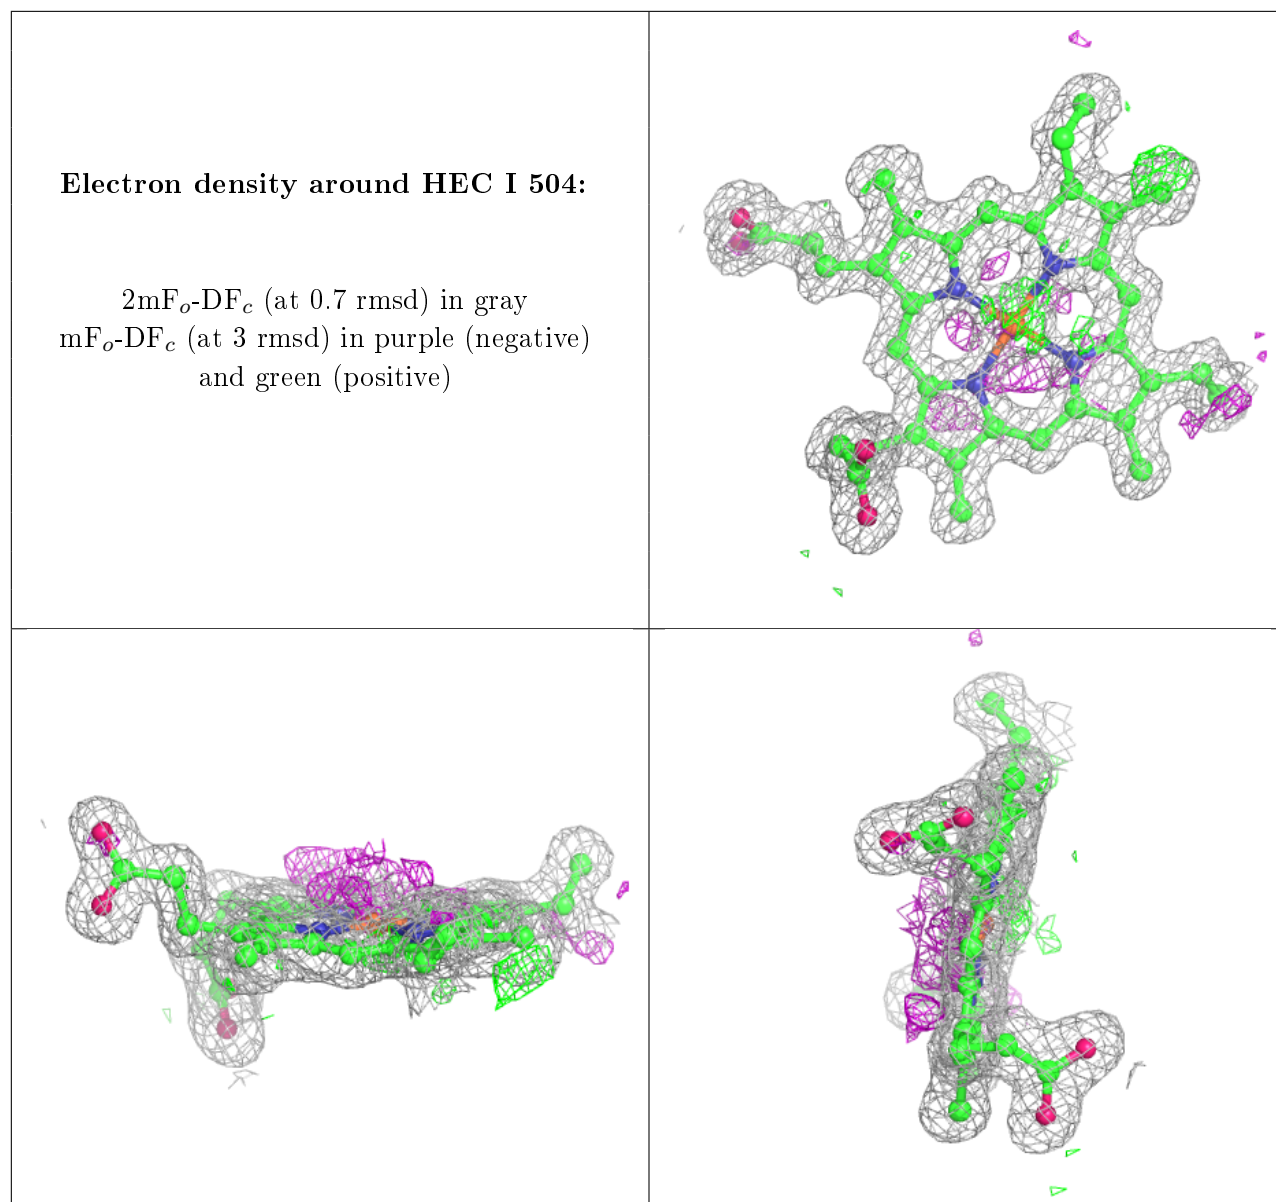 Electron density around HEC I 504:
2mFₒ-DF𝒸 (at 0.7 rmsd) in gray
mFₒ-DF𝒸 (at 3 rmsd) in purple (negative)
and green (positive)